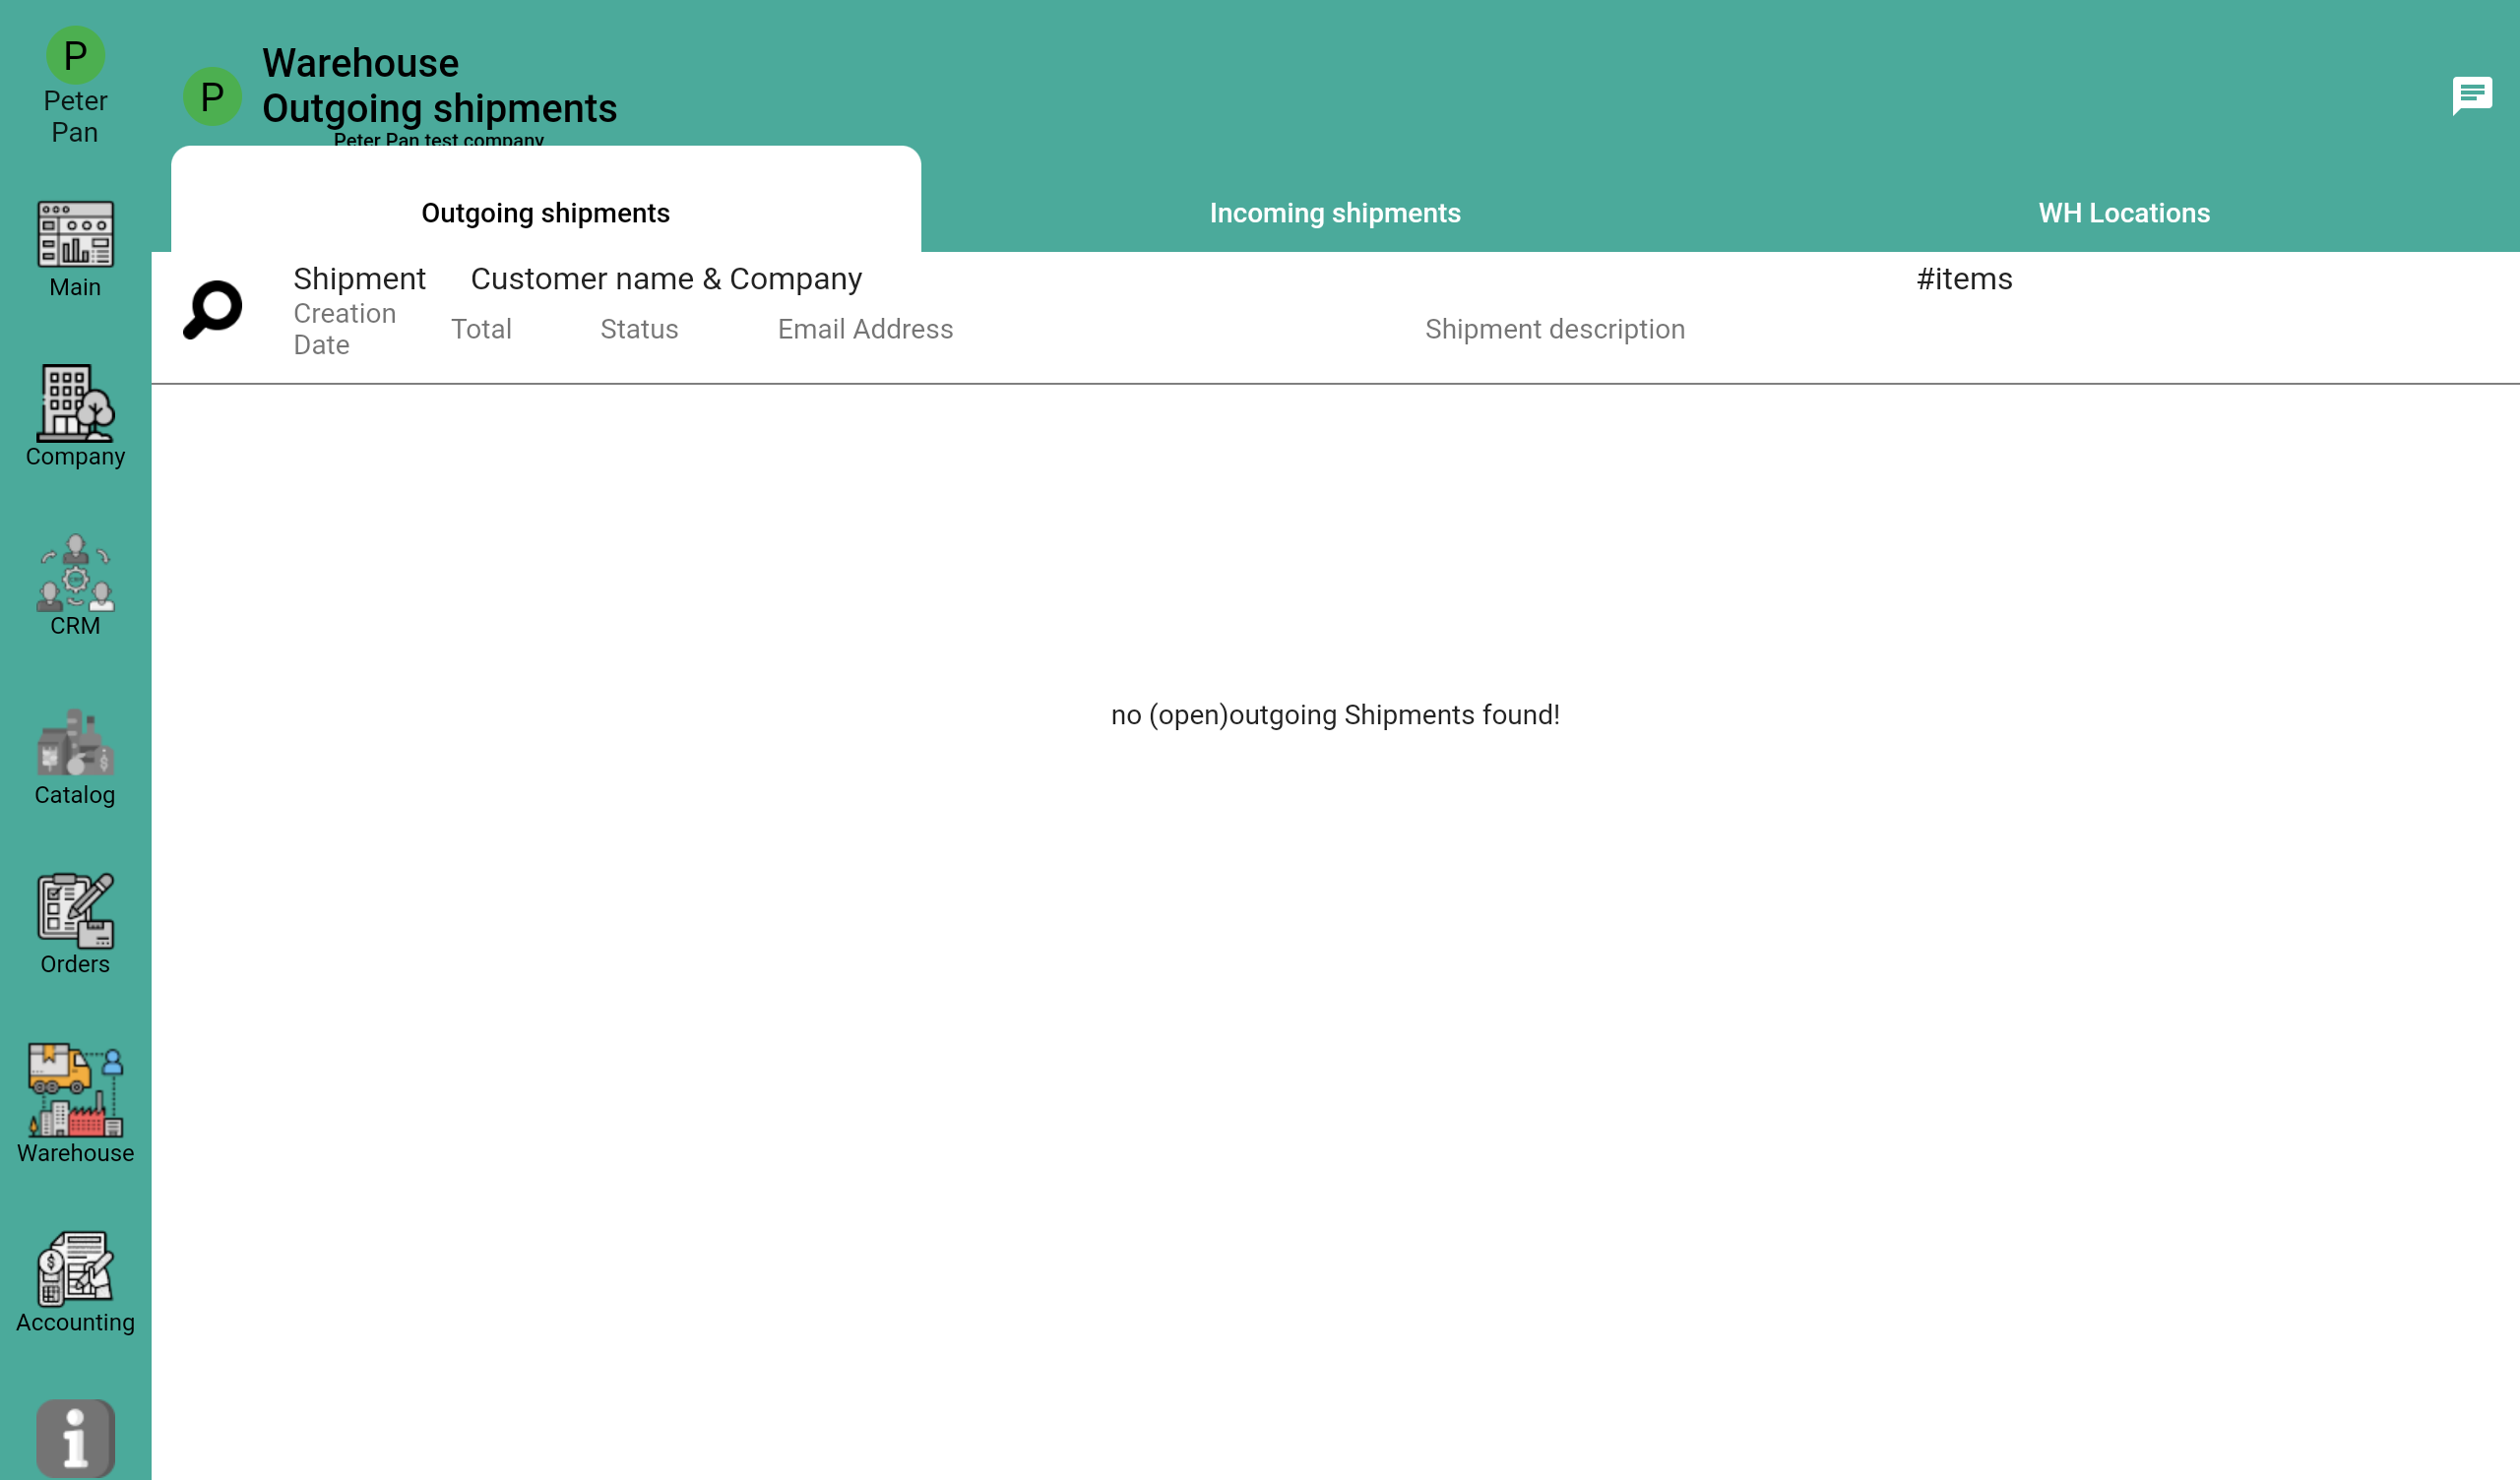 P
Peter
Pan
Main
Company
CRM
Catalog
Orders
Warehouse
Accounting
P
Warehouse
Outgoing shipments
Peter Pan test company
Outgoing shipments
Incoming shipments
WH Locations
Shipment
Customer name & Company
#items
Creation
Date
Total
Status
Email Address
Shipment description
no (open)outgoing Shipments found!